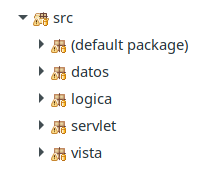 src
(default package)
datos
logica
servlet
vista